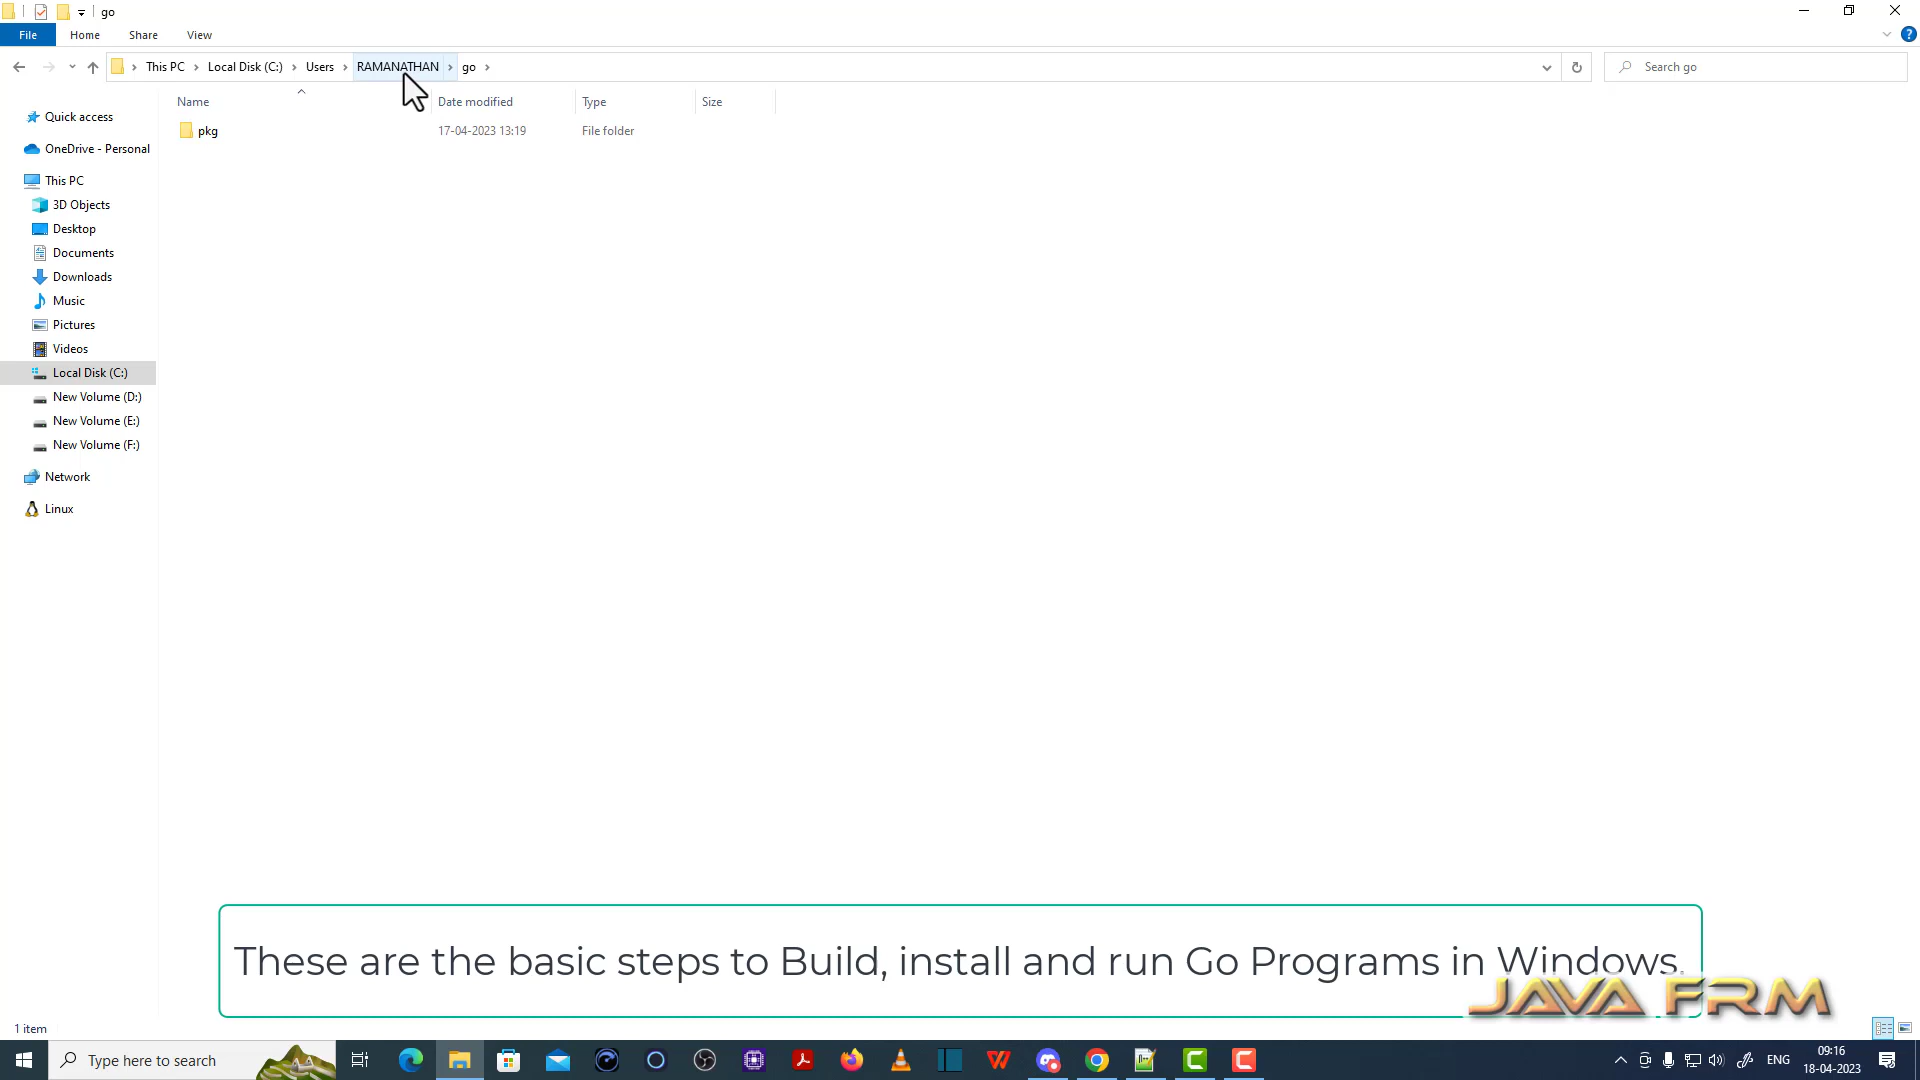 go
File Home Share View
This PC Local Disk (C:) Users RAMANATHAN go Search go
Name Date modified Type Size
pkg 17-04-2023 13:19 File folder
Quick access
OneDrive - Personal
This PC
3D Objects
Desktop
Documents
Downloads
Music
Pictures
Videos
Local Disk (C:)
New Volume (D:)
New Volume (E:)
New Volume (F:)
Network
Linux
These are the basic steps to Build, install and run Go Programs in Windows.
JAVA FRM
1 item
Type here to search
ENG
09:16
18-04-2023